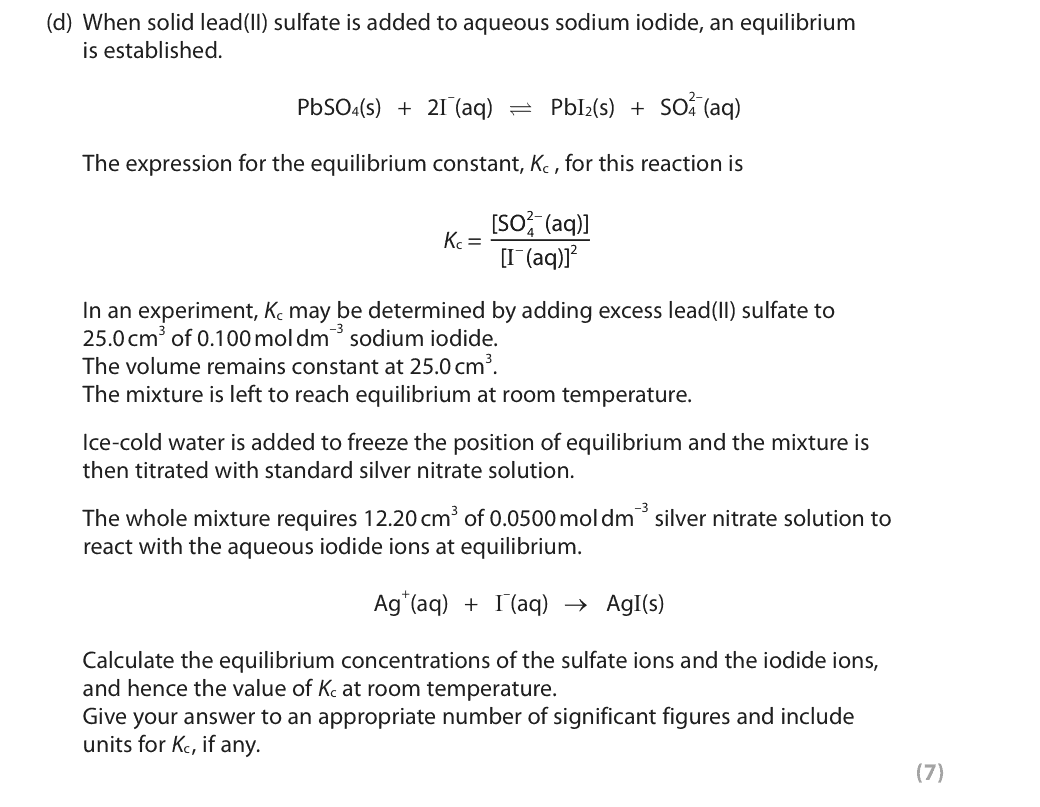 (d) When solid lead(II) sulfate is added to aqueous sodium iodide, an equilibrium
is established.
PbSO₄(s) + 2I⁻(aq) ⇌ PbI₂(s) + SO₄²⁻(aq)
The expression for the equilibrium constant, Kc , for this reaction is
Kc = [SO₄²⁻(aq)] / [I⁻(aq)]²
In an experiment, Kc may be determined by adding excess lead(II) sulfate to
25.0 cm³ of 0.100 mol dm⁻³ sodium iodide.
The volume remains constant at 25.0 cm³.
The mixture is left to reach equilibrium at room temperature.
Ice-cold water is added to freeze the position of equilibrium and the mixture is
then titrated with standard silver nitrate solution.
The whole mixture requires 12.20 cm³ of 0.0500 mol dm⁻³ silver nitrate solution to
react with the aqueous iodide ions at equilibrium.
Ag⁺(aq) + I⁻(aq) → AgI(s)
Calculate the equilibrium concentrations of the sulfate ions and the iodide ions,
and hence the value of Kc at room temperature.
Give your answer to an appropriate number of significant figures and include
units for Kc, if any.
(7)